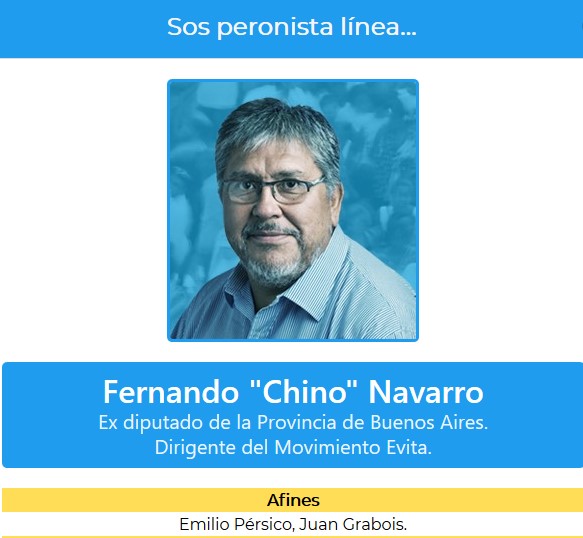 Sos peronista línea...
Fernando "Chino" Navarro
Ex diputado de la Provincia de Buenos Aires.
Dirigente del Movimiento Evita.
Afines
Emilio Pérsico, Juan Grabois.